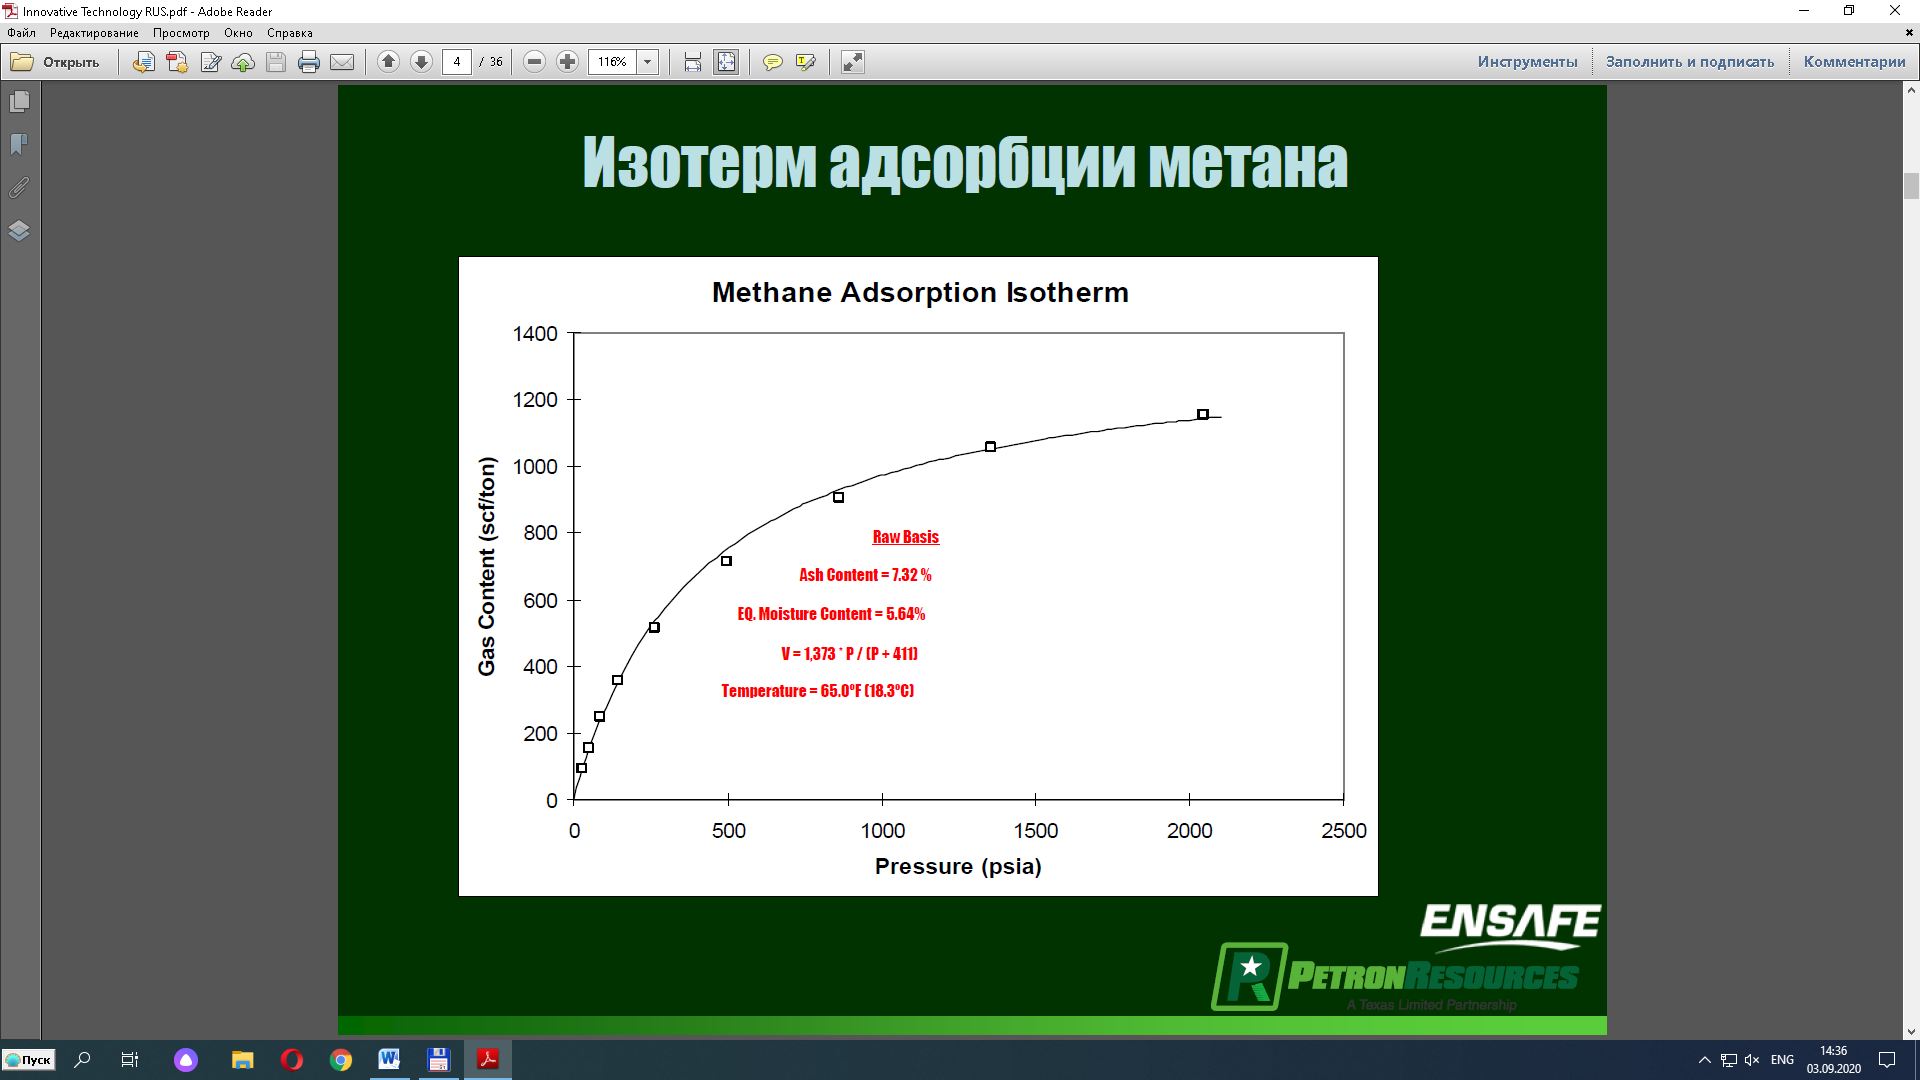 Innovative Technology RUS.pdf - Adobe Reader
Файл Редактирование Просмотр Окно Справка
Открыть 4 / 36 116% Инструменты Заполнить и подписать Комментарии
Изотерм адсорбции метана
Methane Adsorption Isotherm
1400
1200
1000
800
600
400
200
0
Gas Content (scf/ton)
Raw Basis
Ash Content = 7.32 %
EQ. Moisture Content = 5.64%
V = 1,373 * P / (P + 411)
Temperature = 65.0°F (18.3°C)
0 500 1000 1500 2000 2500
Pressure (psia)
ENSAFE
PETRON RESOURCES
A Texas Limited Partnership
Пуск
ENG
14:36
03.09.2020